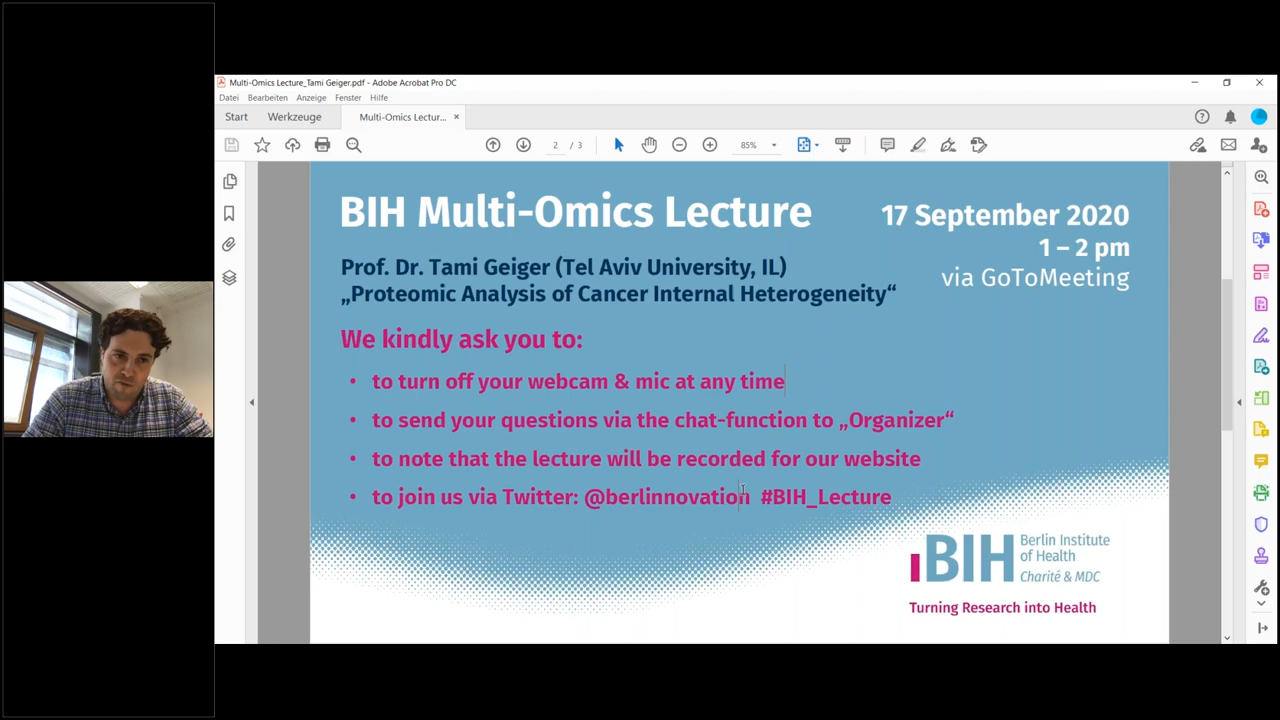 Multi-Omics Lecture_Tami Geiger.pdf - Adobe Acrobat Pro DC
Datei Bearbeiten Anzeige Fenster Hilfe
Start Werkzeuge Multi-Omics Lectur... ×
2 / 3 85%
BIH Multi-Omics Lecture
17 September 2020
1 – 2 pm
via GoToMeeting
Prof. Dr. Tami Geiger (Tel Aviv University, IL)
„Proteomic Analysis of Cancer Internal Heterogeneity“
We kindly ask you to:
• to turn off your webcam & mic at any time
• to send your questions via the chat-function to „Organizer“
• to note that the lecture will be recorded for our website
• to join us via Twitter: @berlinnovation #BIH_Lecture
BIH Berlin Institute
of Health
Charité & MDC
Turning Research into Health